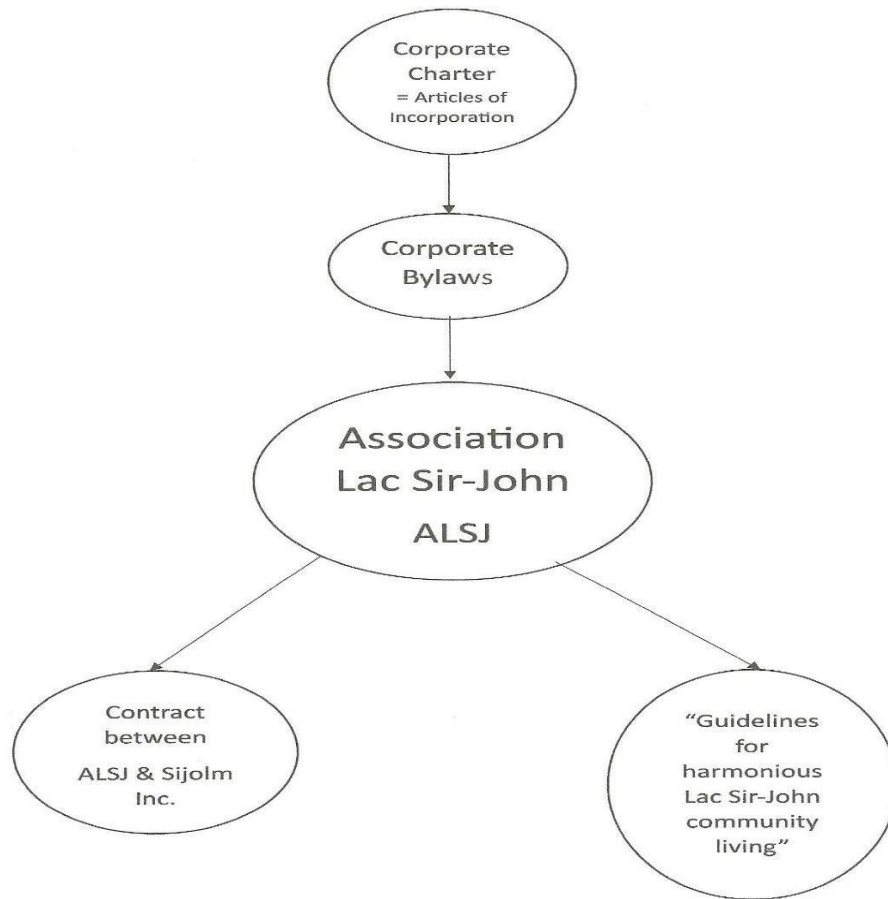 Corporate
Charter
= Articles of
Incorporation
Corporate
Bylaws
Association
Lac Sir-John
ALSJ
Contract
between
ALSJ & Sijolm
Inc.
“Guidelines
for
harmonious
Lac Sir-John
community
living”